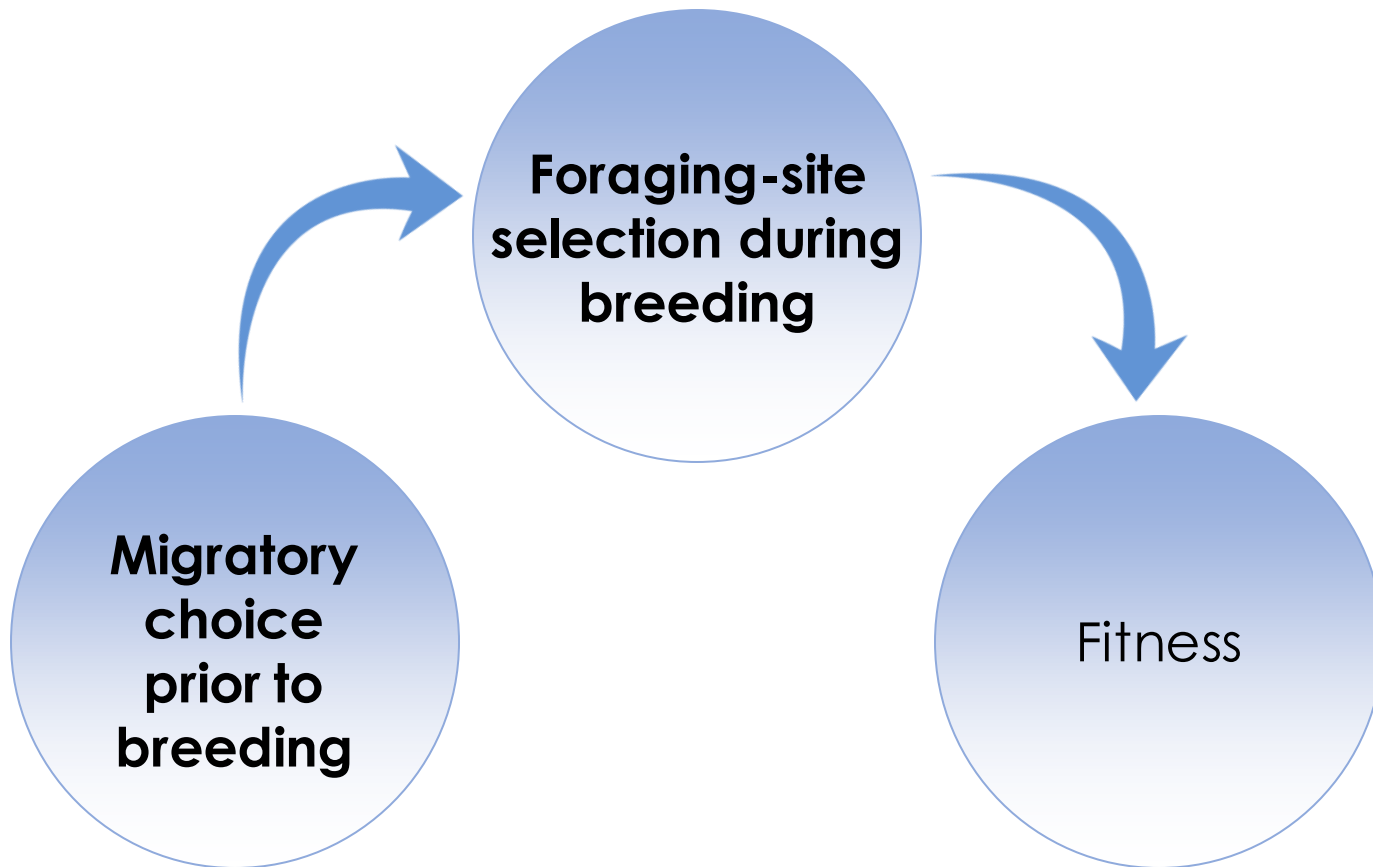 Foraging-site
selection during
breeding
Migratory
choice
prior to
breeding
Fitness